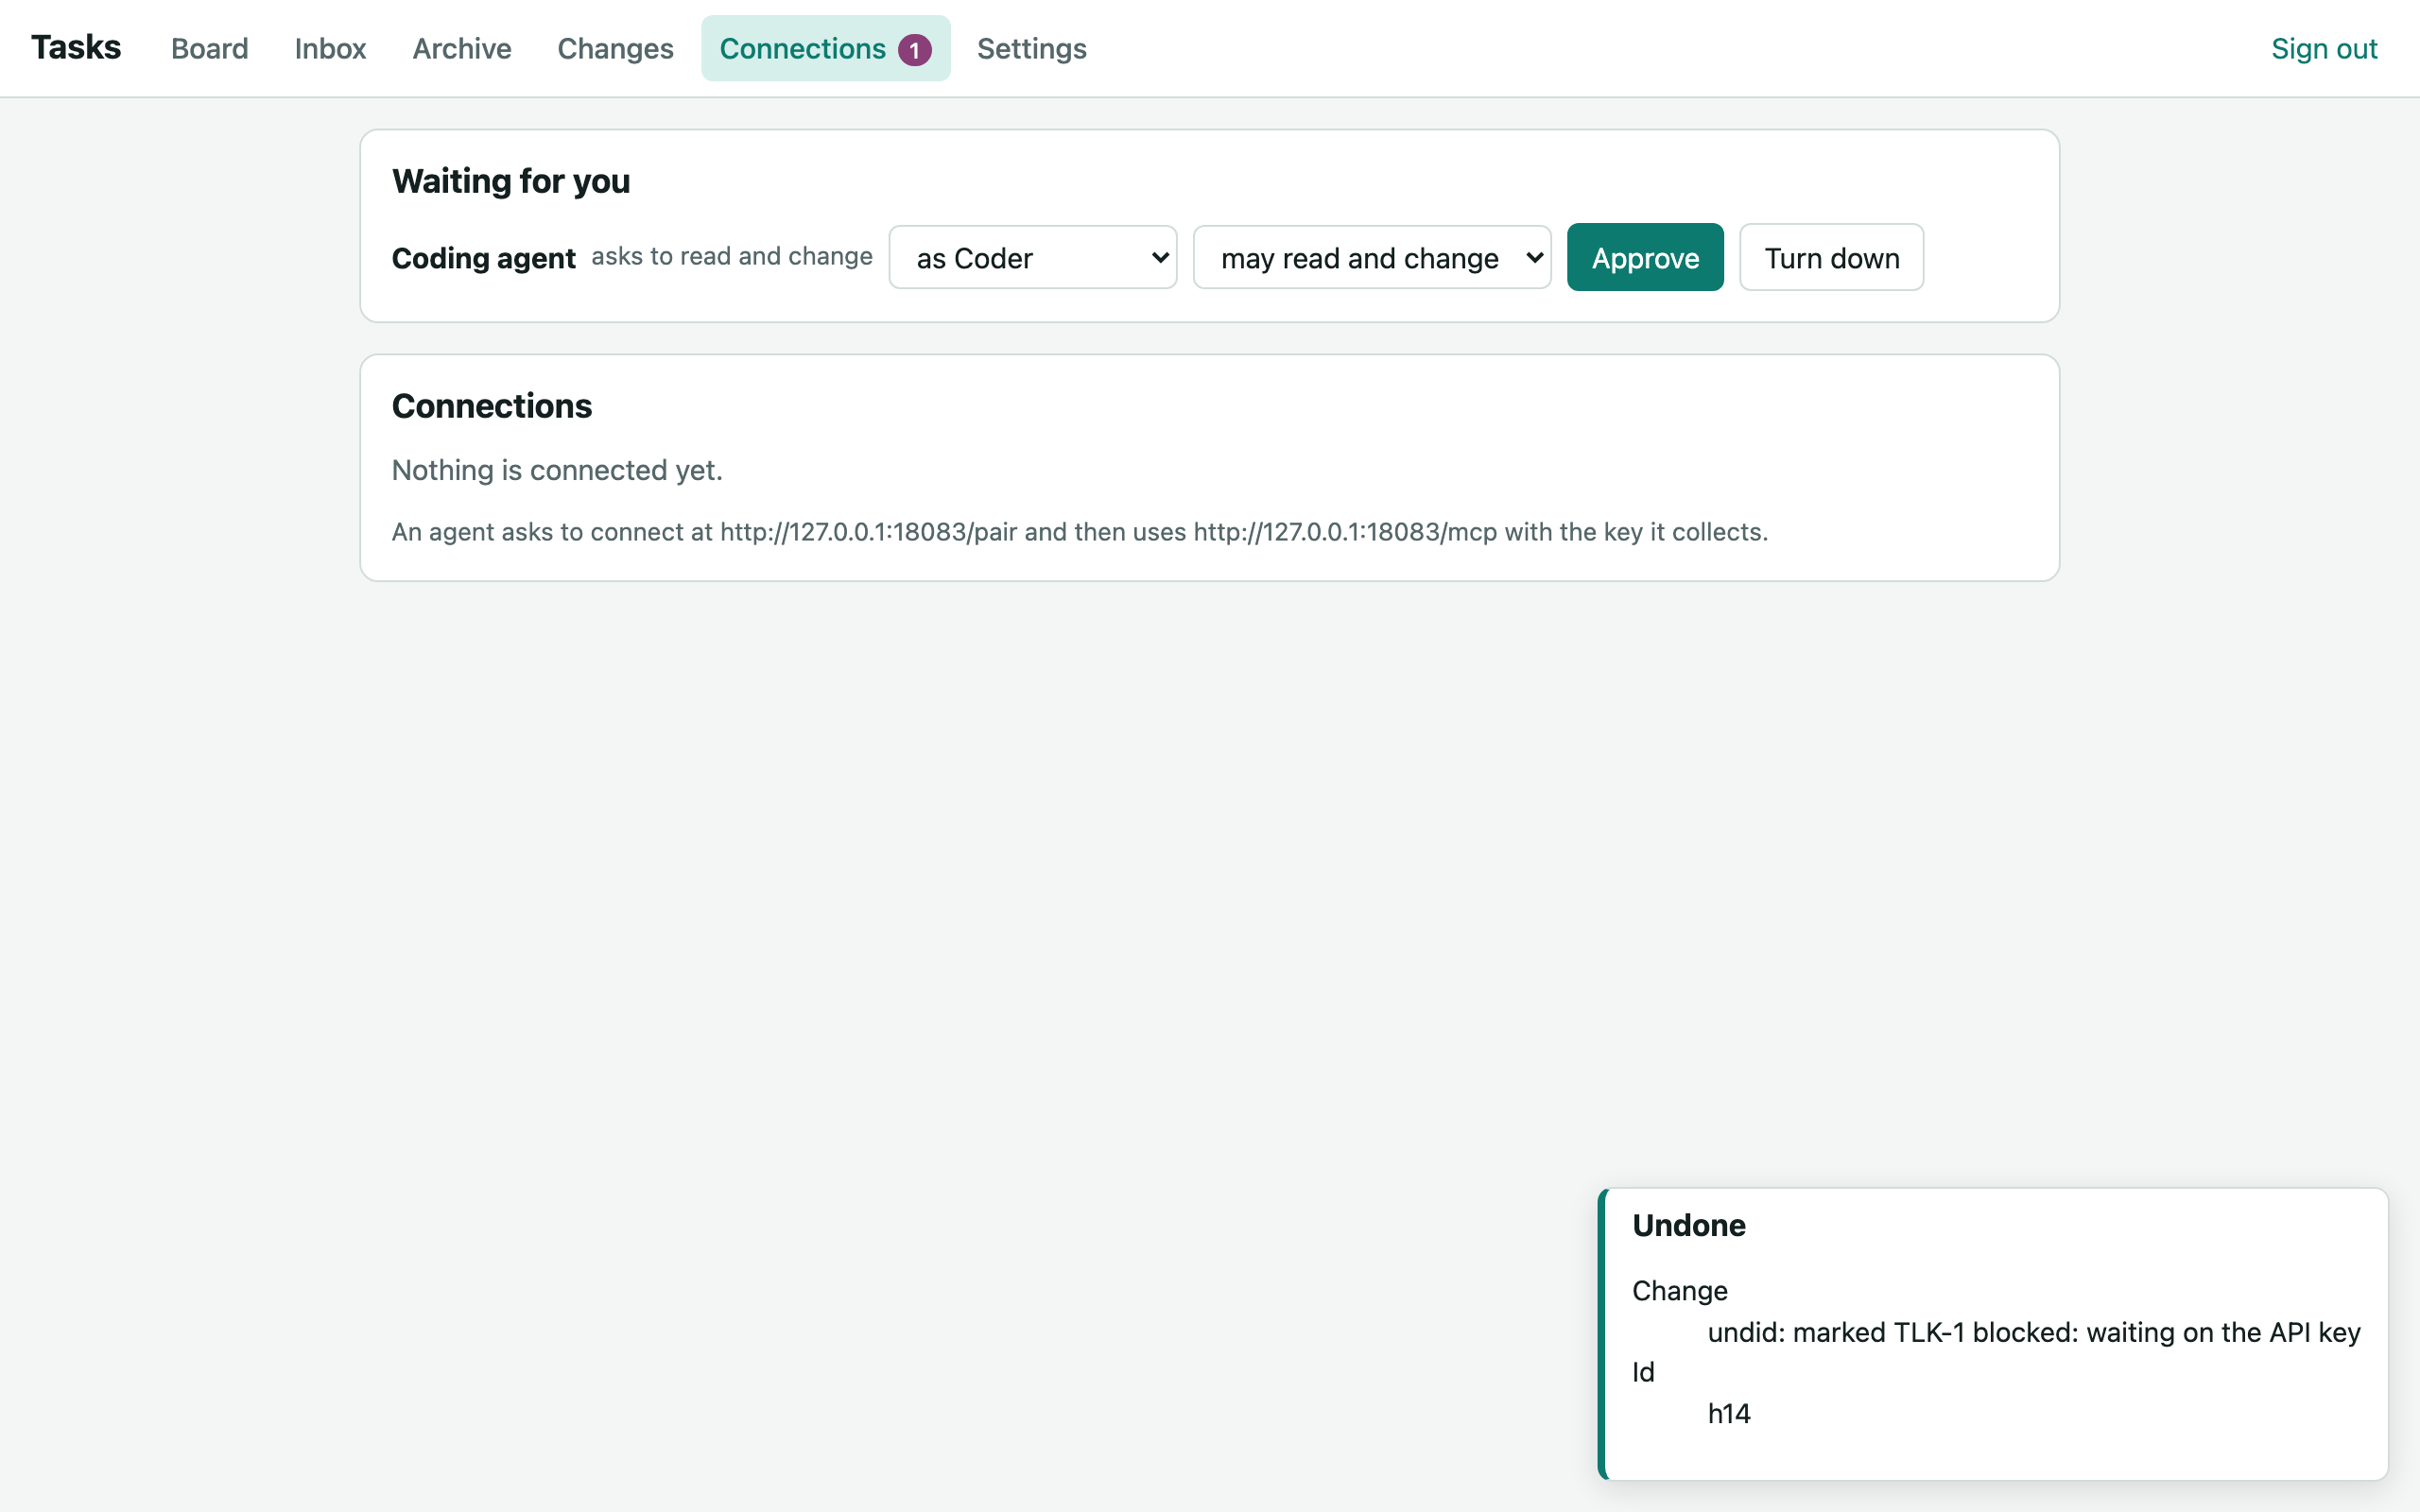 Tasks Board Inbox Archive Changes Connections 1 Settings Sign out
Waiting for you
Coding agent asks to read and change as Coder may read and change Approve Turn down
Connections
Nothing is connected yet.
An agent asks to connect at http://127.0.0.1:18083/pair and then uses http://127.0.0.1:18083/mcp with the key it collects.
Undone
Change
undid: marked TLK-1 blocked: waiting on the API key
Id
h14